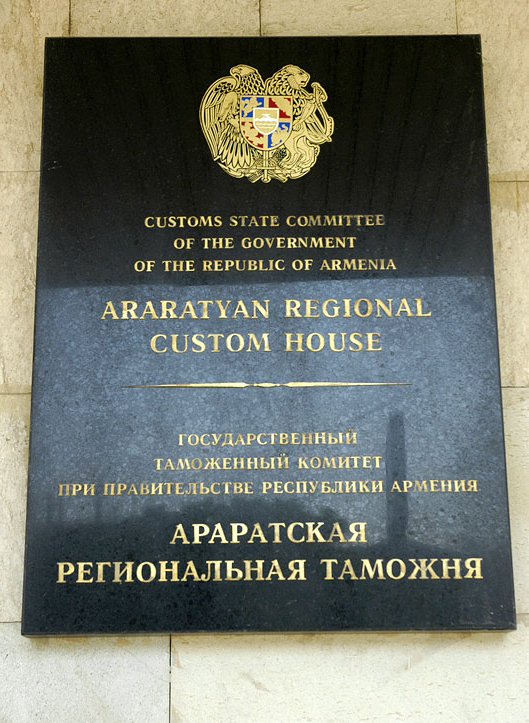 CUSTOMS STATE COMMITTEE
OF THE GOVERNMENT
OF THE REPUBLIC OF ARMENIA
ARARATYAN REGIONAL
CUSTOM HOUSE
ГОСУДАРСТВЕННЫЙ
ТАМОЖЕННЫЙ КОМИТЕТ
ПРИ ПРАВИТЕЛЬСТВЕ РЕСПУБЛИКИ АРМЕНИЯ
АРАРАТСКАЯ
РЕГИОНАЛЬНАЯ ТАМОЖНЯ